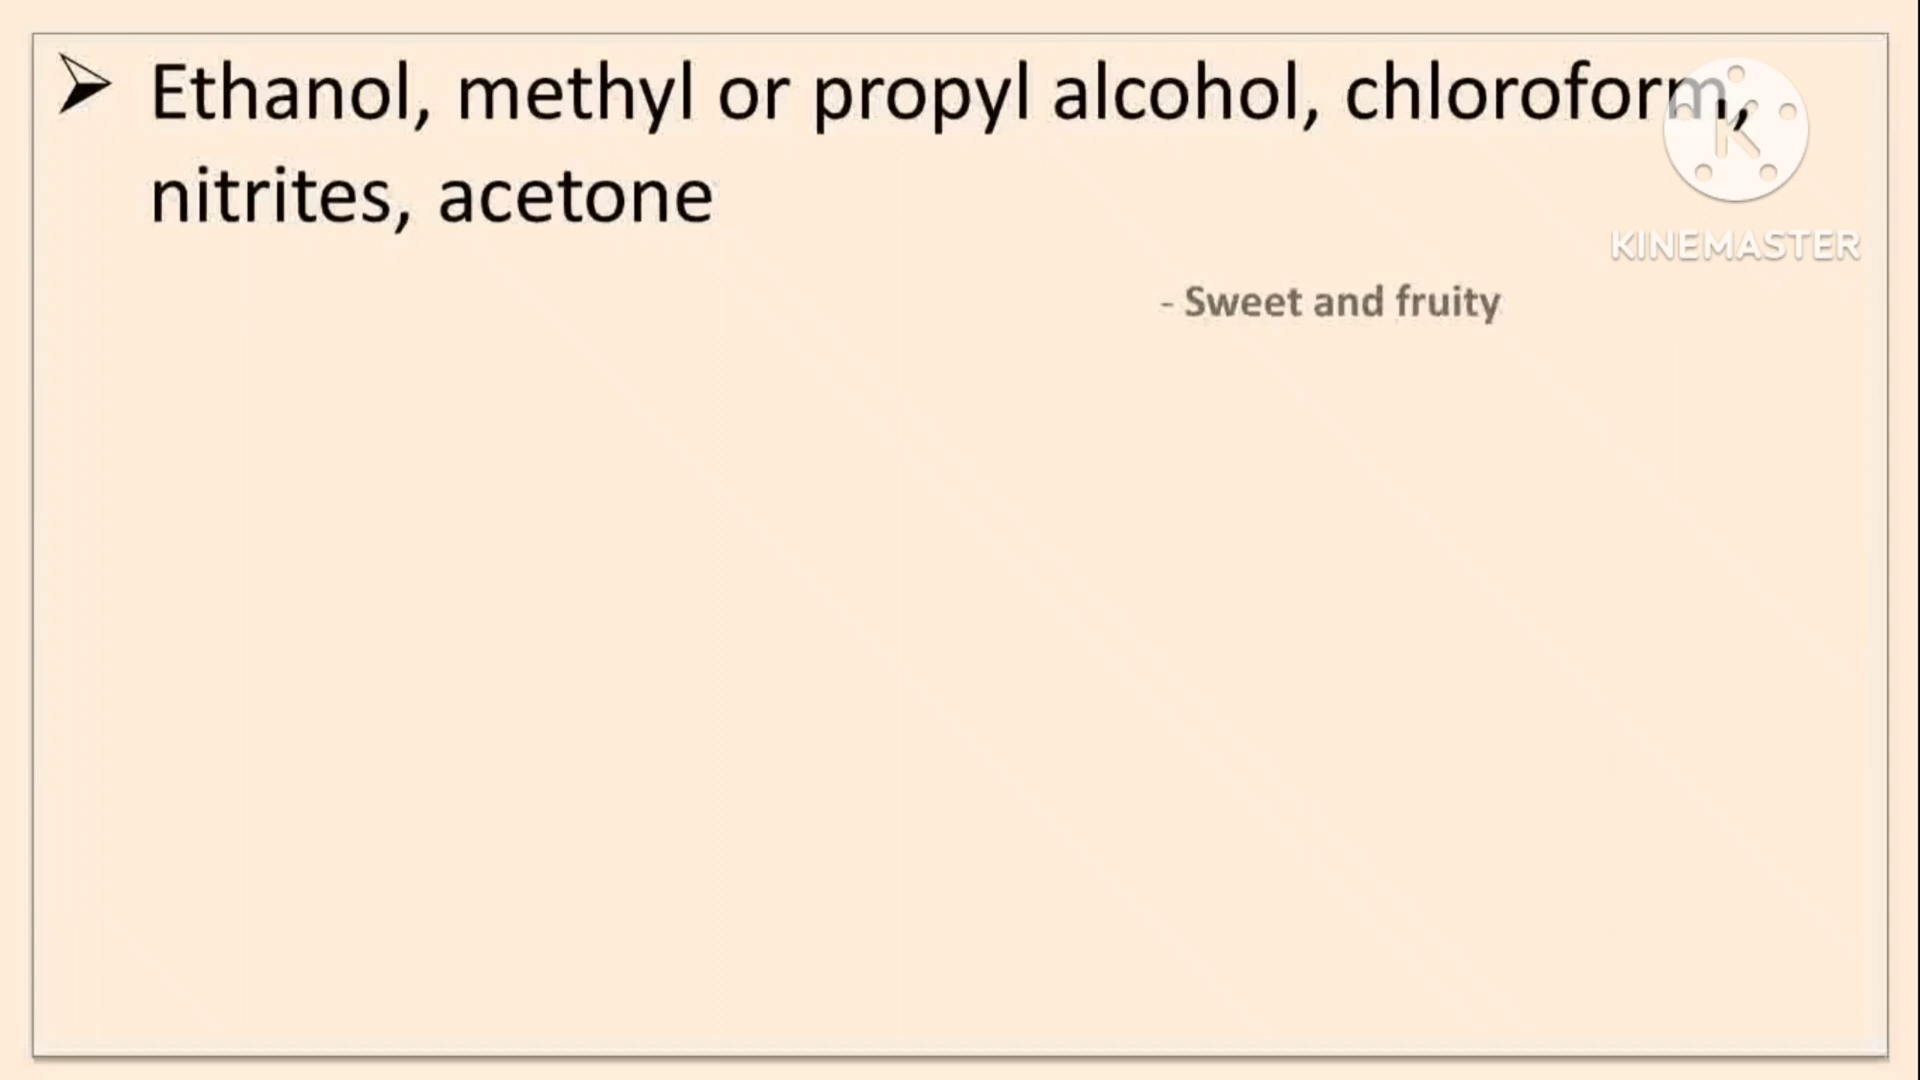 Ethanol, methyl or propyl alcohol, chloroform,
nitrites, acetone
KINEMASTER
- Sweet and fruity